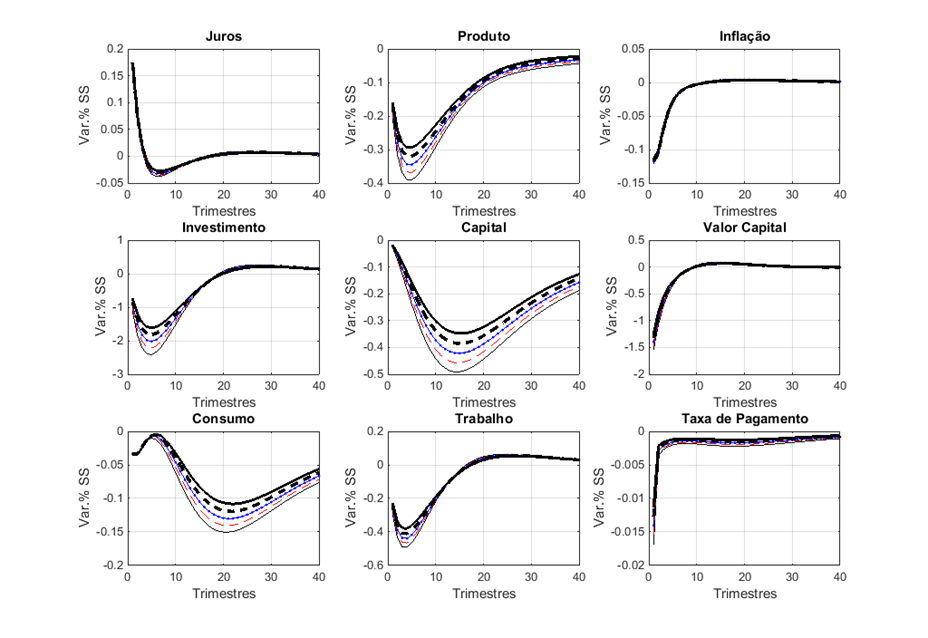 Juros
Produto
Inflação
0.2
0.15
0.1
0.05
0
-0.05
Var.% SS
0 10 20 30 40
Trimestres
0
-0.1
-0.2
-0.3
-0.4
Var.% SS
0 10 20 30 40
Trimestres
0.05
0
-0.05
-0.1
-0.15
Var.% SS
0 10 20 30 40
Trimestres
Investimento
Capital
Valor Capital
1
0
-1
-2
-3
Var.% SS
0 10 20 30 40
Trimestres
0
-0.1
-0.2
-0.3
-0.4
-0.5
Var.% SS
0 10 20 30 40
Trimestres
0.5
0
-0.5
-1
-1.5
-2
Var.% SS
0 10 20 30 40
Trimestres
Consumo
Trabalho
Taxa de Pagamento
0
-0.05
-0.1
-0.15
-0.2
Var.% SS
0 10 20 30 40
Trimestres
0.2
0
-0.2
-0.4
-0.6
Var.% SS
0 10 20 30 40
Trimestres
0
-0.005
-0.01
-0.015
-0.02
Var.% SS
0 10 20 30 40
Trimestres